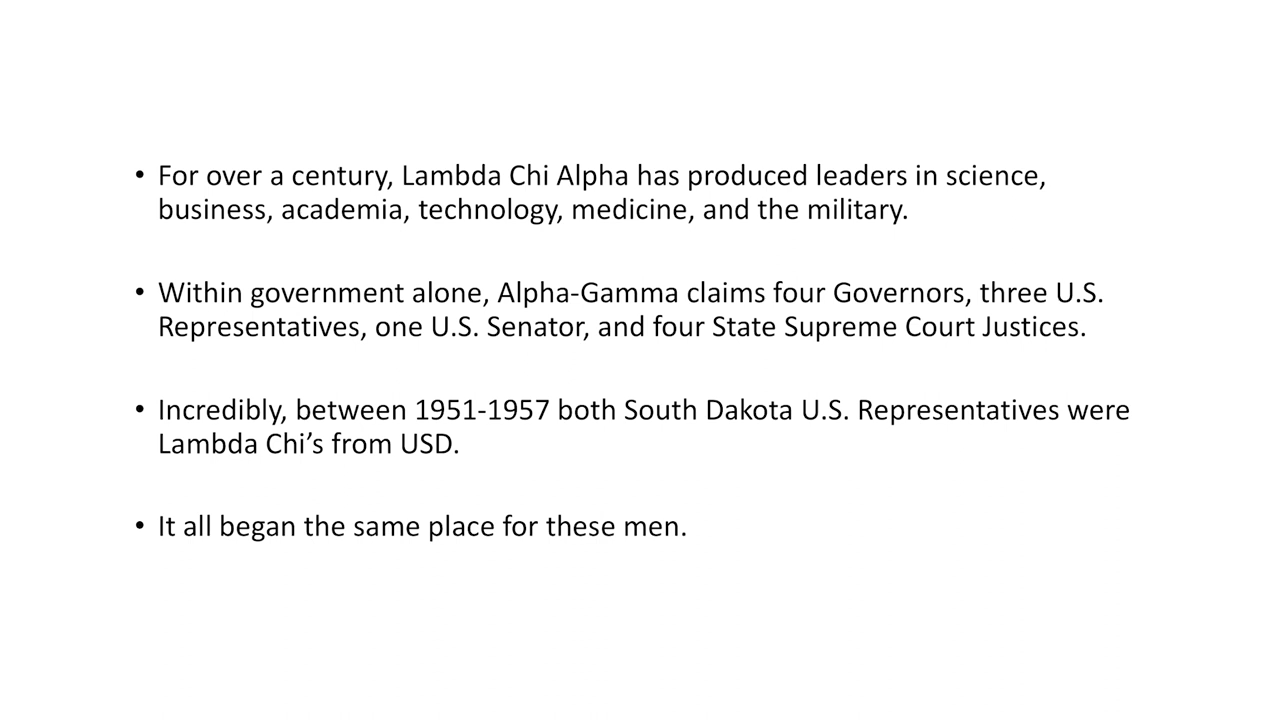 • For over a century, Lambda Chi Alpha has produced leaders in science,
business, academia, technology, medicine, and the military.
• Within government alone, Alpha-Gamma claims four Governors, three U.S.
Representatives, one U.S. Senator, and four State Supreme Court Justices.
• Incredibly, between 1951-1957 both South Dakota U.S. Representatives were
Lambda Chi’s from USD.
• It all began the same place for these men.